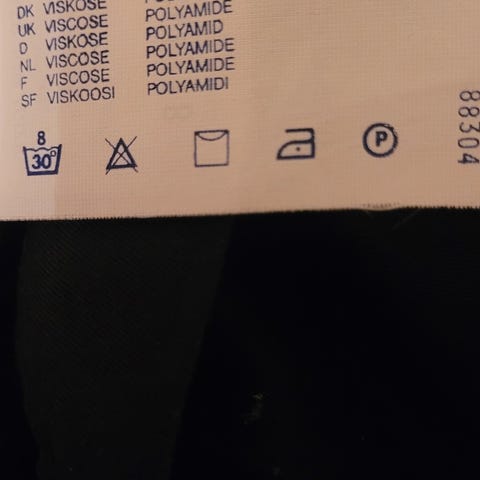 DK VISKOSE
UK VISCOSE POLYAMIDE
D VISKOSE POLYAMID
NL VISCOSE POLYAMIDE
F VISCOSE POLYAMIDE
SF VISKOOSI POLYAMIDI
8
30°
P
88304